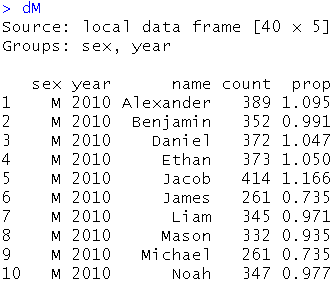 > dM
Source: local data frame [40 x 5]
Groups: sex, year

   sex year      name count  prop
1    M 2010 Alexander   389 1.095
2    M 2010  Benjamin   352 0.991
3    M 2010    Daniel   372 1.047
4    M 2010     Ethan   373 1.050
5    M 2010     Jacob   414 1.166
6    M 2010     James   261 0.735
7    M 2010      Liam   345 0.971
8    M 2010     Mason   332 0.935
9    M 2010   Michael   261 0.735
10   M 2010      Noah   347 0.977